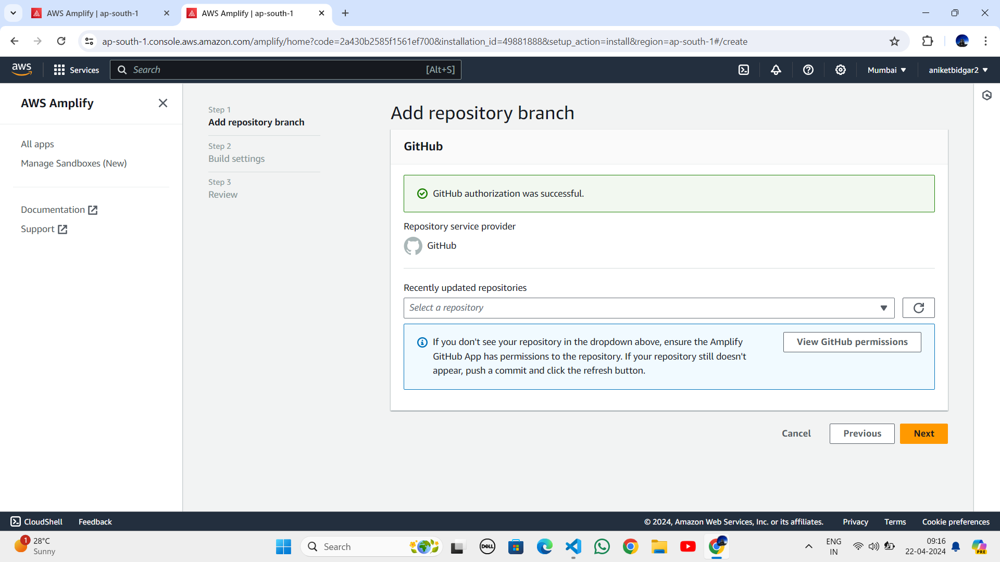 AWS Amplify | ap-south-1
AWS Amplify | ap-south-1
ap-south-1.console.aws.amazon.com/amplify/home?code=2a430b2585f1561ef700&installation_id=49881888&setup_action=install&region=ap-south-1#/create
aws
Services
Search
[Alt+S]
Mumbai
aniketbidgar2
AWS Amplify
All apps
Manage Sandboxes (New)
Documentation
Support
Step 1
Add repository branch
Step 2
Build settings
Step 3
Review
Add repository branch
GitHub
GitHub authorization was successful.
Repository service provider
GitHub
Recently updated repositories
Select a repository
If you don't see your repository in the dropdown above, ensure the Amplify
GitHub App has permissions to the repository. If your repository still doesn't
appear, push a commit and click the refresh button.
View GitHub permissions
Cancel
Previous
Next
CloudShell
Feedback
© 2024, Amazon Web Services, Inc. or its affiliates.
Privacy
Terms
Cookie preferences
1
28°C
Sunny
Search
DELL
ENG
IN
09:16
22-04-2024
PRE